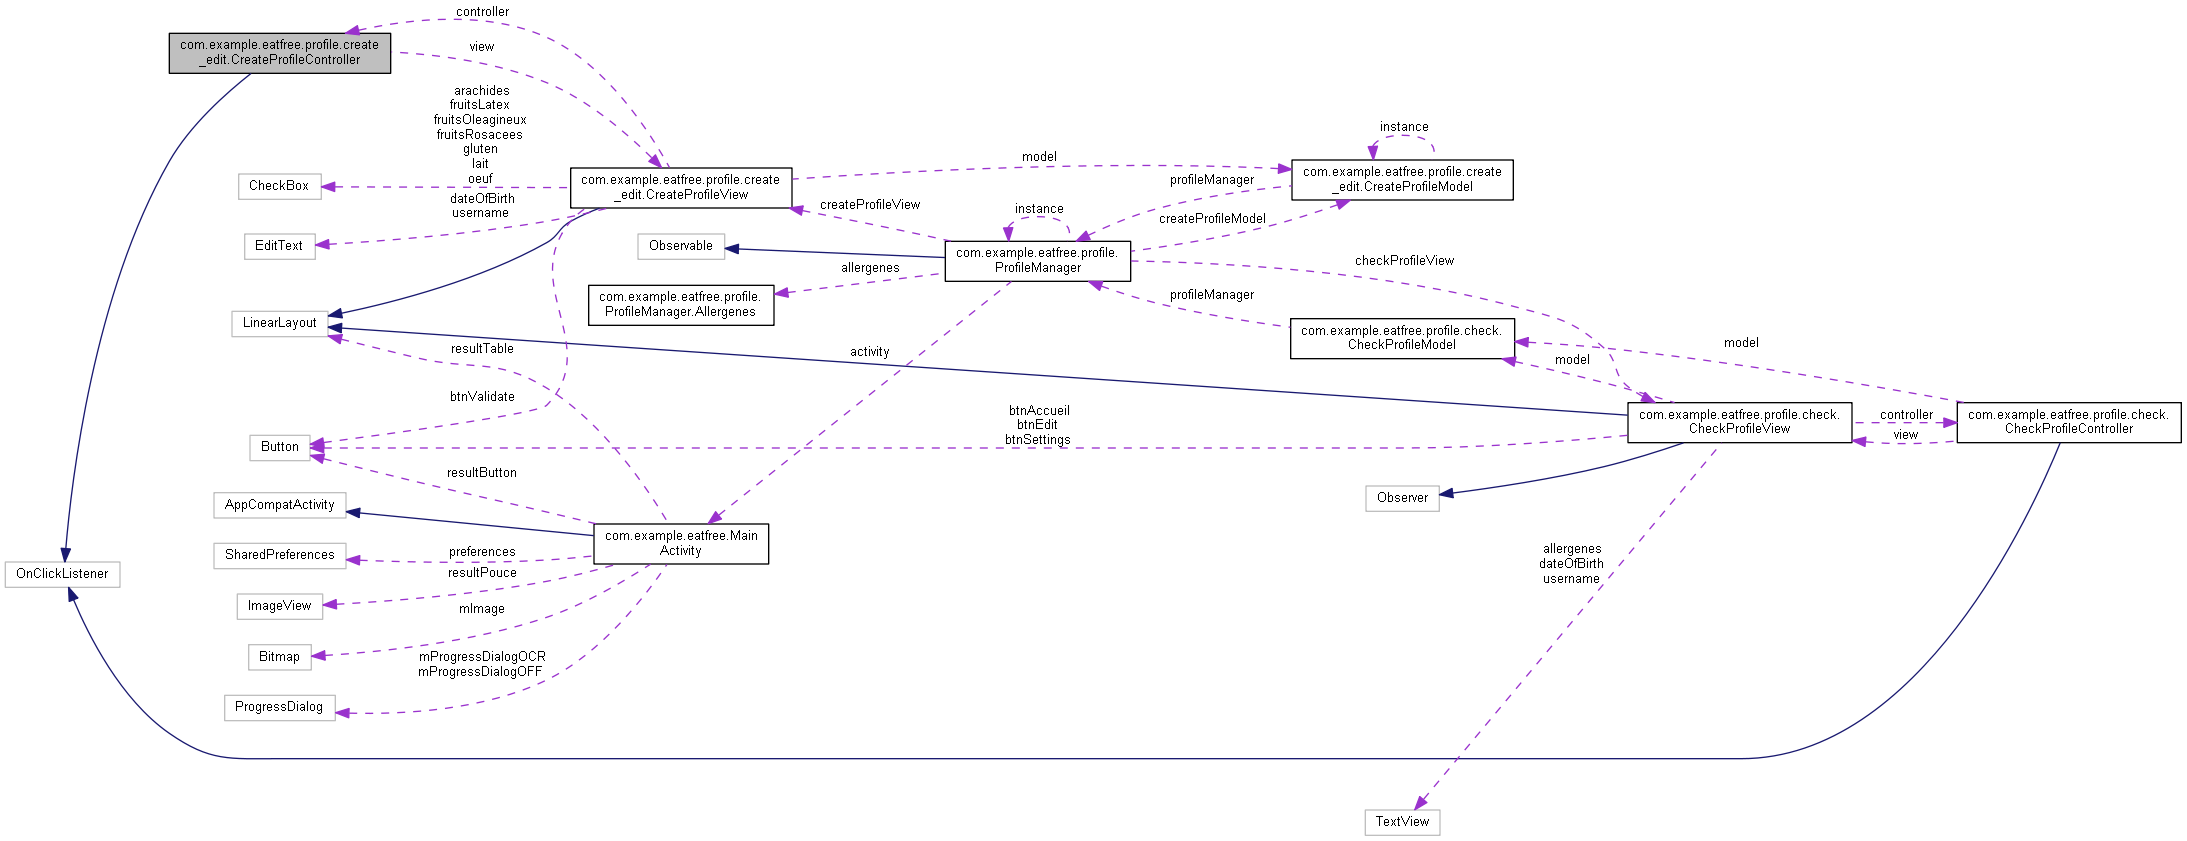 controller
com.example.eatfree.profile.create
_edit.CreateProfileController
view
arachides
fruitsLatex
fruitsOleagineux
fruitsRosacees
gluten
lait
oeuf
instance
model
com.example.eatfree.profile.create
_edit.CreateProfileModel
CheckBox
com.example.eatfree.profile.create
_edit.CreateProfileView
profileManager
dateOfBirth
username
createProfileView
instance
createProfileModel
EditText
Observable
com.example.eatfree.profile.
ProfileManager
checkProfileView
allergenes
com.example.eatfree.profile.
ProfileManager.Allergenes
profileManager
LinearLayout
com.example.eatfree.profile.check.
CheckProfileModel
resultTable
activity
model
model
btnValidate
btnAccueil
btnEdit
btnSettings
com.example.eatfree.profile.check.
CheckProfileView
controller
view
com.example.eatfree.profile.check.
CheckProfileController
Button
resultButton
AppCompatActivity
Observer
com.example.eatfree.Main
Activity
SharedPreferences
preferences
allergenes
dateOfBirth
username
OnClickListener
resultPouce
ImageView
mImage
Bitmap
mProgressDialogOCR
mProgressDialogOFF
ProgressDialog
TextView